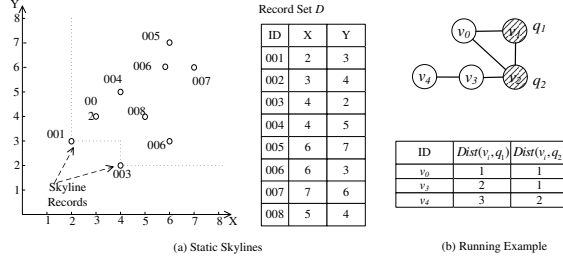 Y
8
7
6
5
4
3
2
1
1 2 3 4 5 6 7 8 X
005
006
007
004
00
2
008
001
006
003
Skyline
Records
(a) Static Skylines
Record Set D
ID X Y
001 2 3
002 3 4
003 4 2
004 4 5
005 6 7
006 6 3
007 7 6
008 5 4
v0 v1 q1
v4 v3 v2 q2
ID Dist(vi,q1) Dist(vi,q2
v0 1 1
v3 2 1
v4 3 2
(b) Running Example